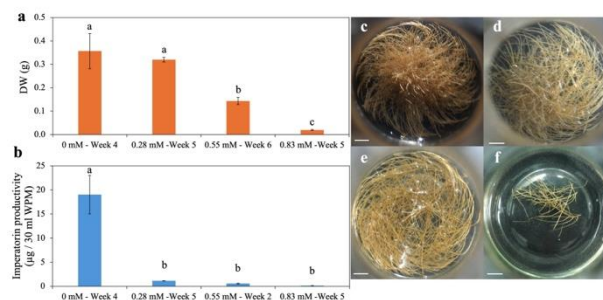 a
0.5
0.4
0.3
0.2
0.1
0.0
DW (g)
a
a
b
c
0 mM - Week 4
0.28 mM -Week 5
0.55 mM - Week 6
0.83 mM -Week 5
b
25
20
15
10
5
0
Imperatorin productivity
(µg / 30 ml WPM)
a
b
b
b
0 mM - Week 4
0.28 mM -Week 5
0.55 mM - Week 2
0.83 mM -Week 5
c
d
e
f